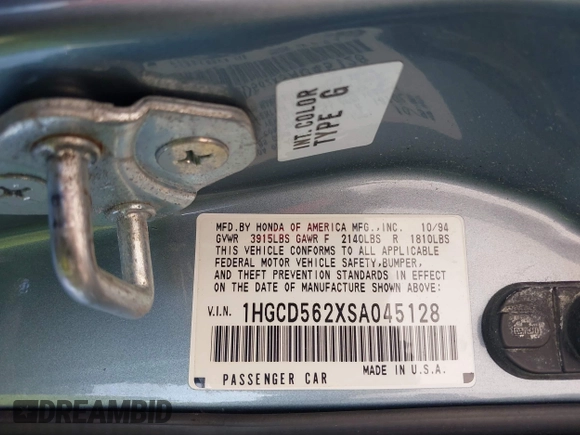 INT. COLOR
TYPE G
MFD.BY HONDA OF AMERICA MFG.,INC. 10/94
GVWR 3915LBS GAWR F 2140LBS R 1810LBS
THIS VEHICLE CONFORMS TO ALL APPLICABLE
FEDERAL MOTOR VEHICLE SAFETY,BUMPER,
AND THEFT PREVENTION STANDARDS IN EFFECT
ON THE DATE OF MANUFACTURE SHOWN ABOVE:
V.I.N. 1HGCD562XSA045128
PASSENGER CAR MADE IN U.S.A.
DREAMBID